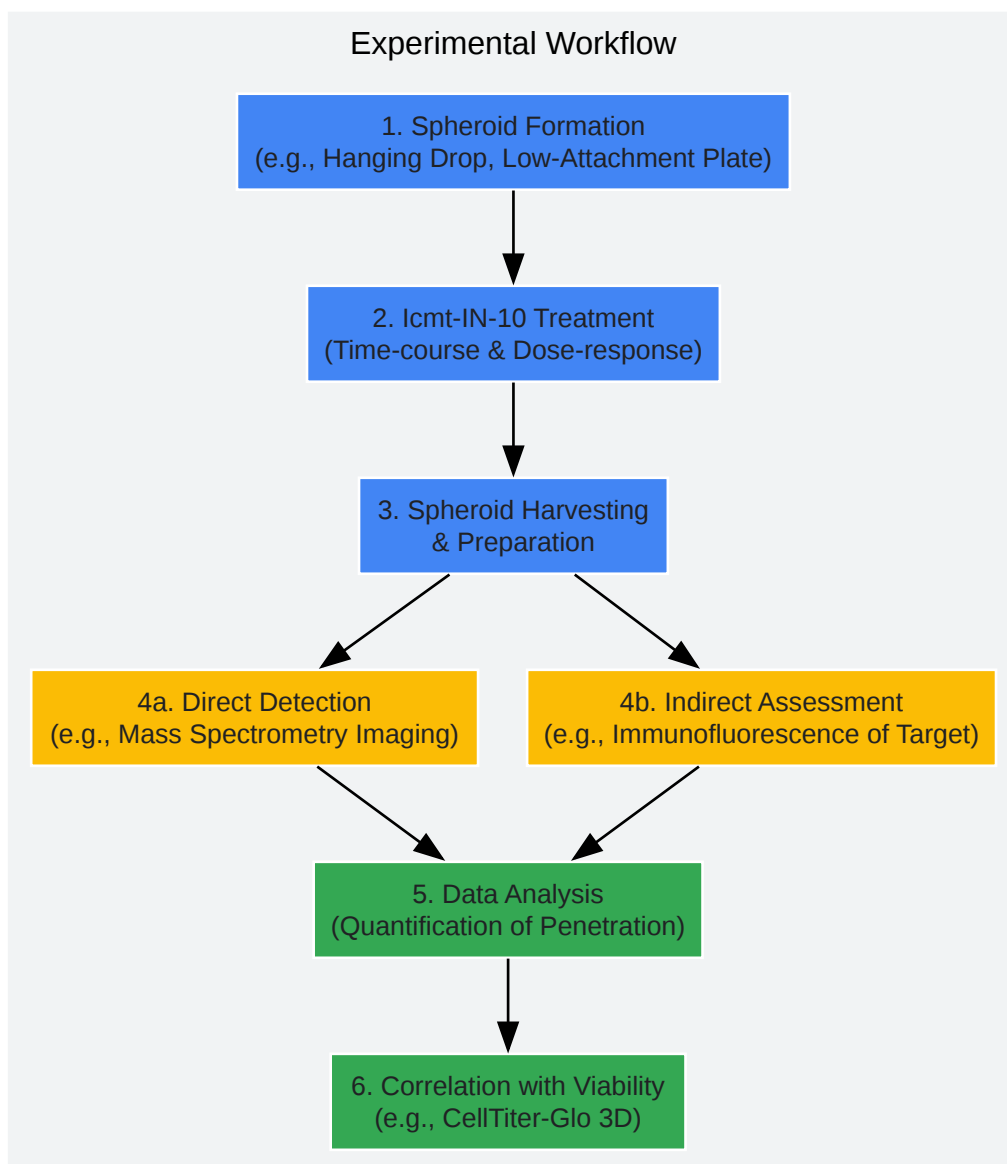 Experimental Workflow
1. Spheroid Formation
(e.g., Hanging Drop, Low-Attachment Plate)
2. Icmt-IN-10 Treatment
(Time-course & Dose-response)
3. Spheroid Harvesting
& Preparation
4a. Direct Detection
(e.g., Mass Spectrometry Imaging)
4b. Indirect Assessment
(e.g., Immunofluorescence of Target)
5. Data Analysis
(Quantification of Penetration)
6. Correlation with Viability
(e.g., CellTiter-Glo 3D)